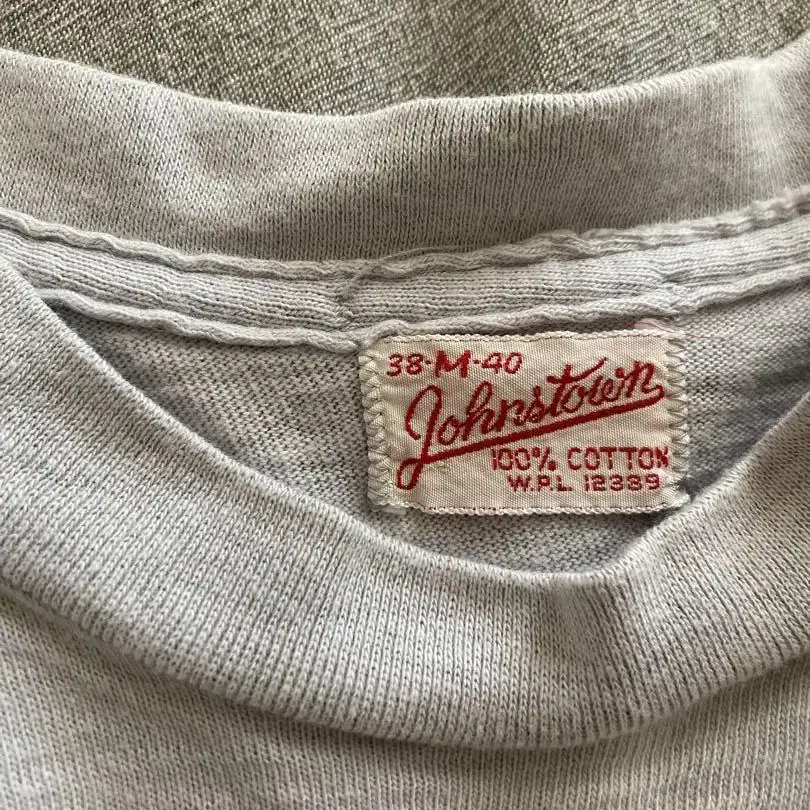 38-M-40
Johnstown
100% COTTON
W.P.L 12389